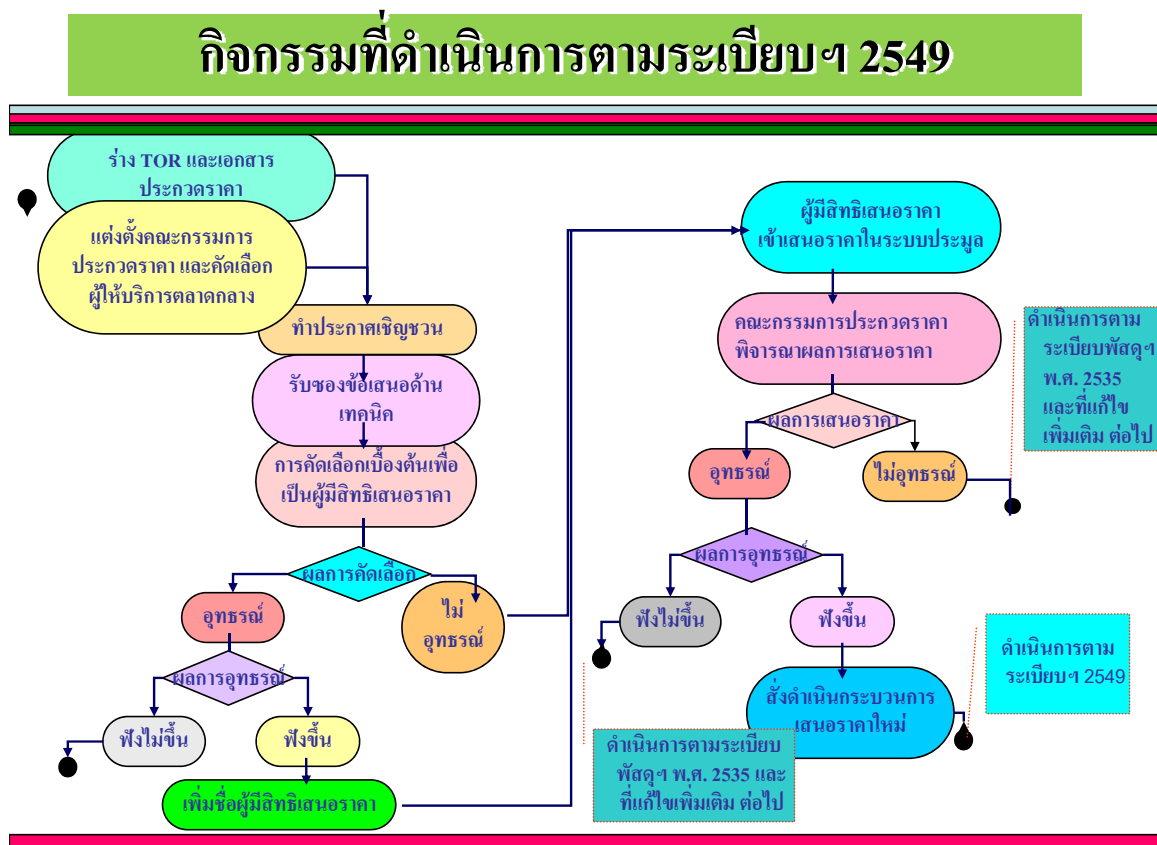 กิจกรรมที่ดำเนินการตามระเบียบฯ 2549
ร่าง TOR และเอกสาร
ประกวดราคา
แต่งตั้งคณะกรรมการ
ประกวดราคา และคัดเลือก
ผู้ให้บริการตลาดกลาง
ทำประกาศเชิญชวน
รับซองข้อเสนอด้าน
เทคนิค
การคัดเลือกเบื้องต้นเพื่อ
เป็นผู้มีสิทธิเสนอราคา
ผลการคัดเลือก
อุทธรณ์
ไม่
อุทธรณ์
ผลการอุทธรณ์
ฟังไม่ขึ้น
ฟังขึ้น
เพิ่มชื่อผู้มีสิทธิเสนอราคา
ผู้มีสิทธิเสนอราคา
เข้าเสนอราคาในระบบประมูล
คณะกรรมการประกวดราคา
พิจารณาผลการเสนอราคา
ผลการเสนอราคา
อุทธรณ์
ไม่อุทธรณ์
ดำเนินการตาม
ระเบียบพัสดุฯ
พ.ศ. 2535
และที่แก้ไข
เพิ่มเติม ต่อไป
ผลการอุทธรณ์
ฟังไม่ขึ้น
ฟังขึ้น
สั่งดำเนินกระบวนการ
เสนอราคาใหม่
ดำเนินการตาม
ระเบียบฯ 2549
ดำเนินการตามระเบียบ
พัสดุฯ พ.ศ. 2535 และ
ที่แก้ไขเพิ่มเติม ต่อไป